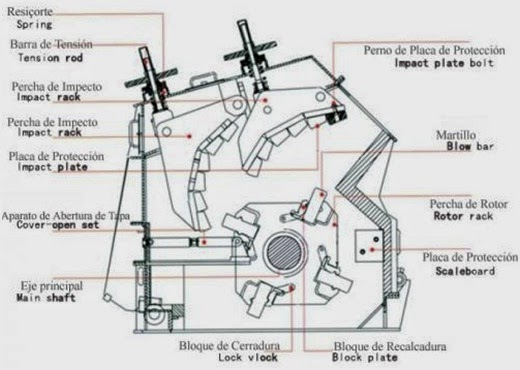 Resiçorte
Spring
Barra de Tensión
Tension rod
Percha de Impecto
Impact rack
Percha de Impecto
Impact rack
Placa de Protección
Impact plate
Aparato de Abertura de Tapa
Cover-open set
Eje principal
Main shaft
Perno de Placa de Protección
Impact plate bolt
Martillo
Blow bar
Percha de Rotor
Rotor rack
Placa de Protección
Scaleboard
Bloque de Cerradura
Lock vlock
Bloque de Recalcadura
Block plate